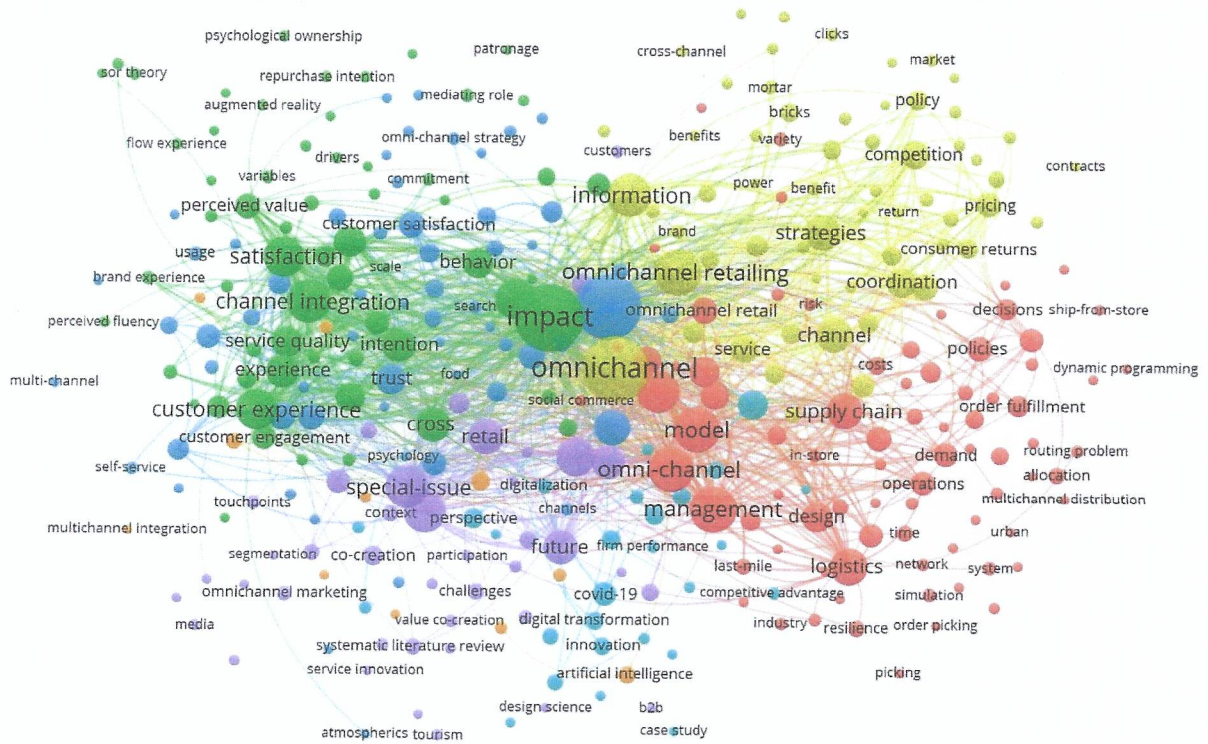 clicks
psychological ownership
patronage
cross-channel
market
sor theory
repurchase intention
mortar
mediating role
augmented reality
policy
bricks
omni-channel strategy
benefits
variety
flow experience
customers
drivers
competition
contracts
variables
commitment
power
benefit
information
perceived value
pricing
return
customer satisfaction
brand
strategies
usage
satisfaction
consumer returns
behavior
scale
brand experience
omnichannel retailing
coordination
channel integration
search
risk
omnichannel retail
decisions
ship-from-store
impact
perceived fluency
channel
service quality
intention
service
policies
costs
omnichannel
experience
trust
food
dynamic programming
multi-channel
social commerce
customer experience
supply chain
order fulfillment
cross
model
customer engagement
retail
psychology
in-store
demand
routing problem
self-service
omni-channel
allocation
special-issue
digitalization
operations
multichannel distribution
touchpoints
context
perspective
channels
management
design
multichannel integration
time
urban
segmentation
co-creation
participation
future
firm performance
last-mile
logistics
network
system
omnichannel marketing
challenges
covid-19
competitive advantage
simulation
media
value co-creation
digital transformation
industry
resilience
order picking
systematic literature review
innovation
service innovation
artificial intelligence
picking
design science
b2b
atmospherics
tourism
case study